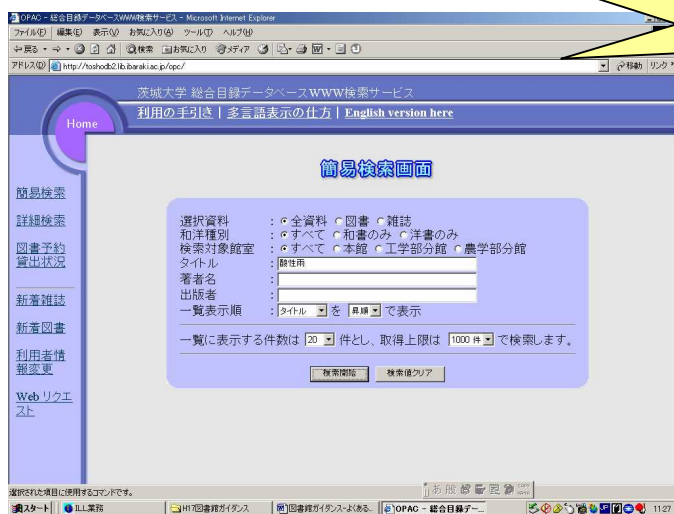 OPAC - 総合目録データベースWWW検索サービス - Microsoft Internet Explorer
ファイル(F) 編集(E) 表示(V) お気に入り(A) ツール(T) ヘルプ(H)
戻る 検索 お気に入り メディア
アドレス(D) http://toshodb2.lib.ibaraki.ac.jp/opc/ 移動 リンク
茨城大学 総合目録データベースWWW検索サービス
利用の手引き | 多言語表示の仕方 | English version here
Home
簡易検索画面
簡易検索
詳細検索
図書予約
貸出状況
新着雑誌
新着図書
利用者情
報変更
Web リクエ
スト
選択資料 : 全資料 図書 雑誌
和洋種別 : すべて 和書のみ 洋書のみ
検索対象館室 : すべて 本館 工学部分館 農学部分館
タイトル : 酸性雨
著者名 :
出版者 :
一覧表示順 : タイトル を 昇順 で表示
一覧に表示する件数は 20 件とし、取得上限は 1000 件 で検索します。
検索開始 検索値クリア
選択された項目に使用するコマンドです。
あ 般
スタート ILL業務 H17図書館ガイダンス 図書館ガイダンス-よくある... OPAC - 総合目録デー... 11:27